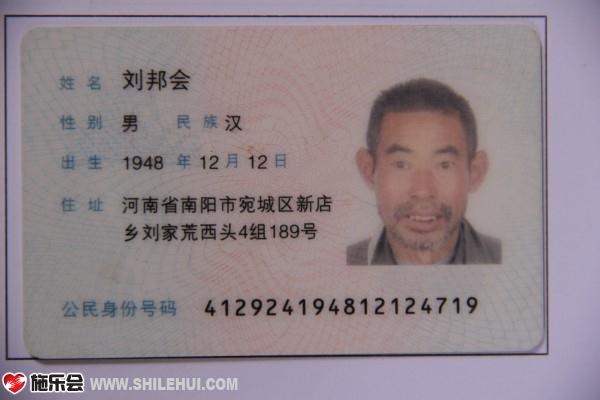 姓名 刘邦会
性别 男 民族 汉
出生 1948 年 12 月 12 日
住址 河南省南阳市宛城区新店
乡刘家荒西头4组189号
公民身份号码 412924194812124719
施乐会 WWW.SHILEHUI.COM